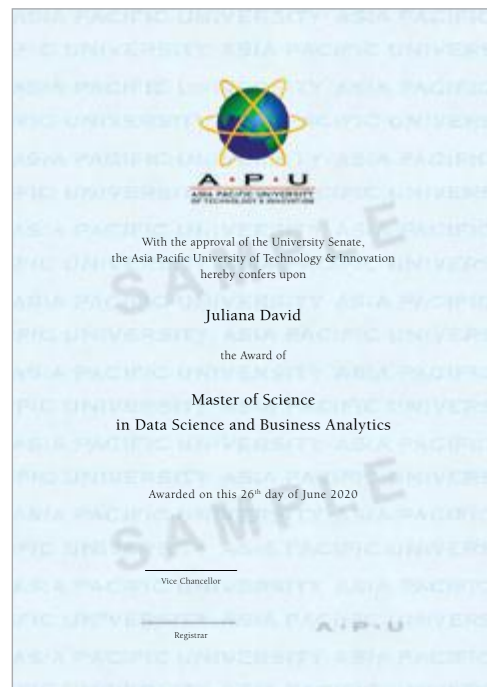 A • P • U
ASIA PACIFIC UNIVERSITY
OF TECHNOLOGY & INNOVATION
With the approval of the University Senate,
the Asia Pacific University of Technology & Innovation
hereby confers upon
Juliana David
the Award of
Master of Science
in Data Science and Business Analytics
Awarded on this 26th day of June 2020
SAMPLE
SAMPLE
Vice Chancellor
Registrar
A • P • U